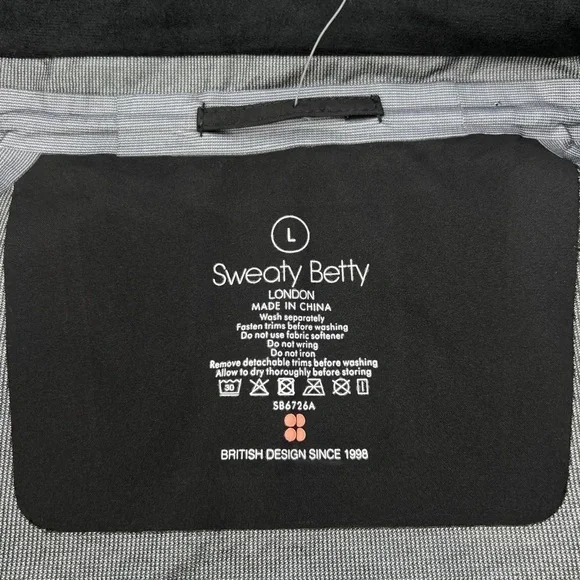 L
Sweaty Betty
LONDON
MADE IN CHINA
Wash separately
Fasten trims before washing
Do not use fabric softener
Do not wring
Do not iron
Remove detachable trims before washing
Allow to dry thoroughly before storing
30
SB6726A
BRITISH DESIGN SINCE 1998